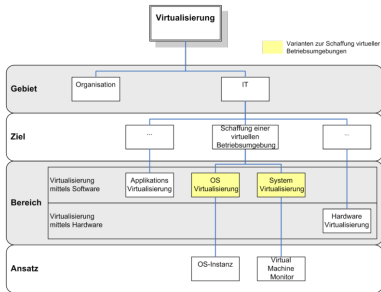 Virtualisierung
Varianten zur Schaffung virtueller
Betriebsumgebungen
Gebiet
Organisation
IT
Ziel
...
Schaffung einer
virtuellen
Betriebsumgebung
...
Bereich
Virtualisierung
mittels Software
Applikations
Virtualisierung
OS
Virtualisierung
System
Virtualisierung
Virtualisierung
mittels Hardware
Hardware
Virtualisierung
Ansatz
OS-Instanz
Virtual
Machine
Monitor